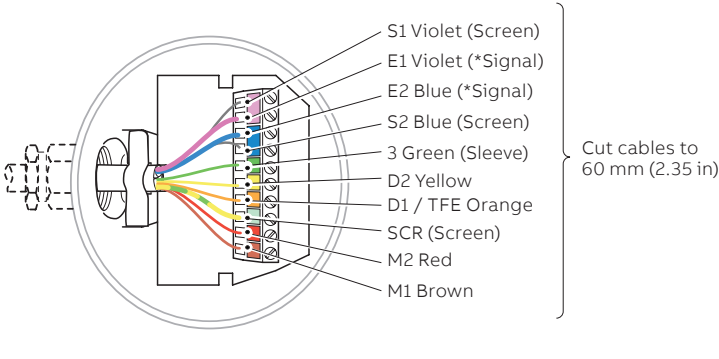 S1 Violet (Screen)
E1 Violet (*Signal)
E2 Blue (*Signal)
S2 Blue (Screen)
3 Green (Sleeve)
D2 Yellow
D1 / TFE Orange
SCR (Screen)
M2 Red
M1 Brown
Cut cables to
60 mm (2.35 in)